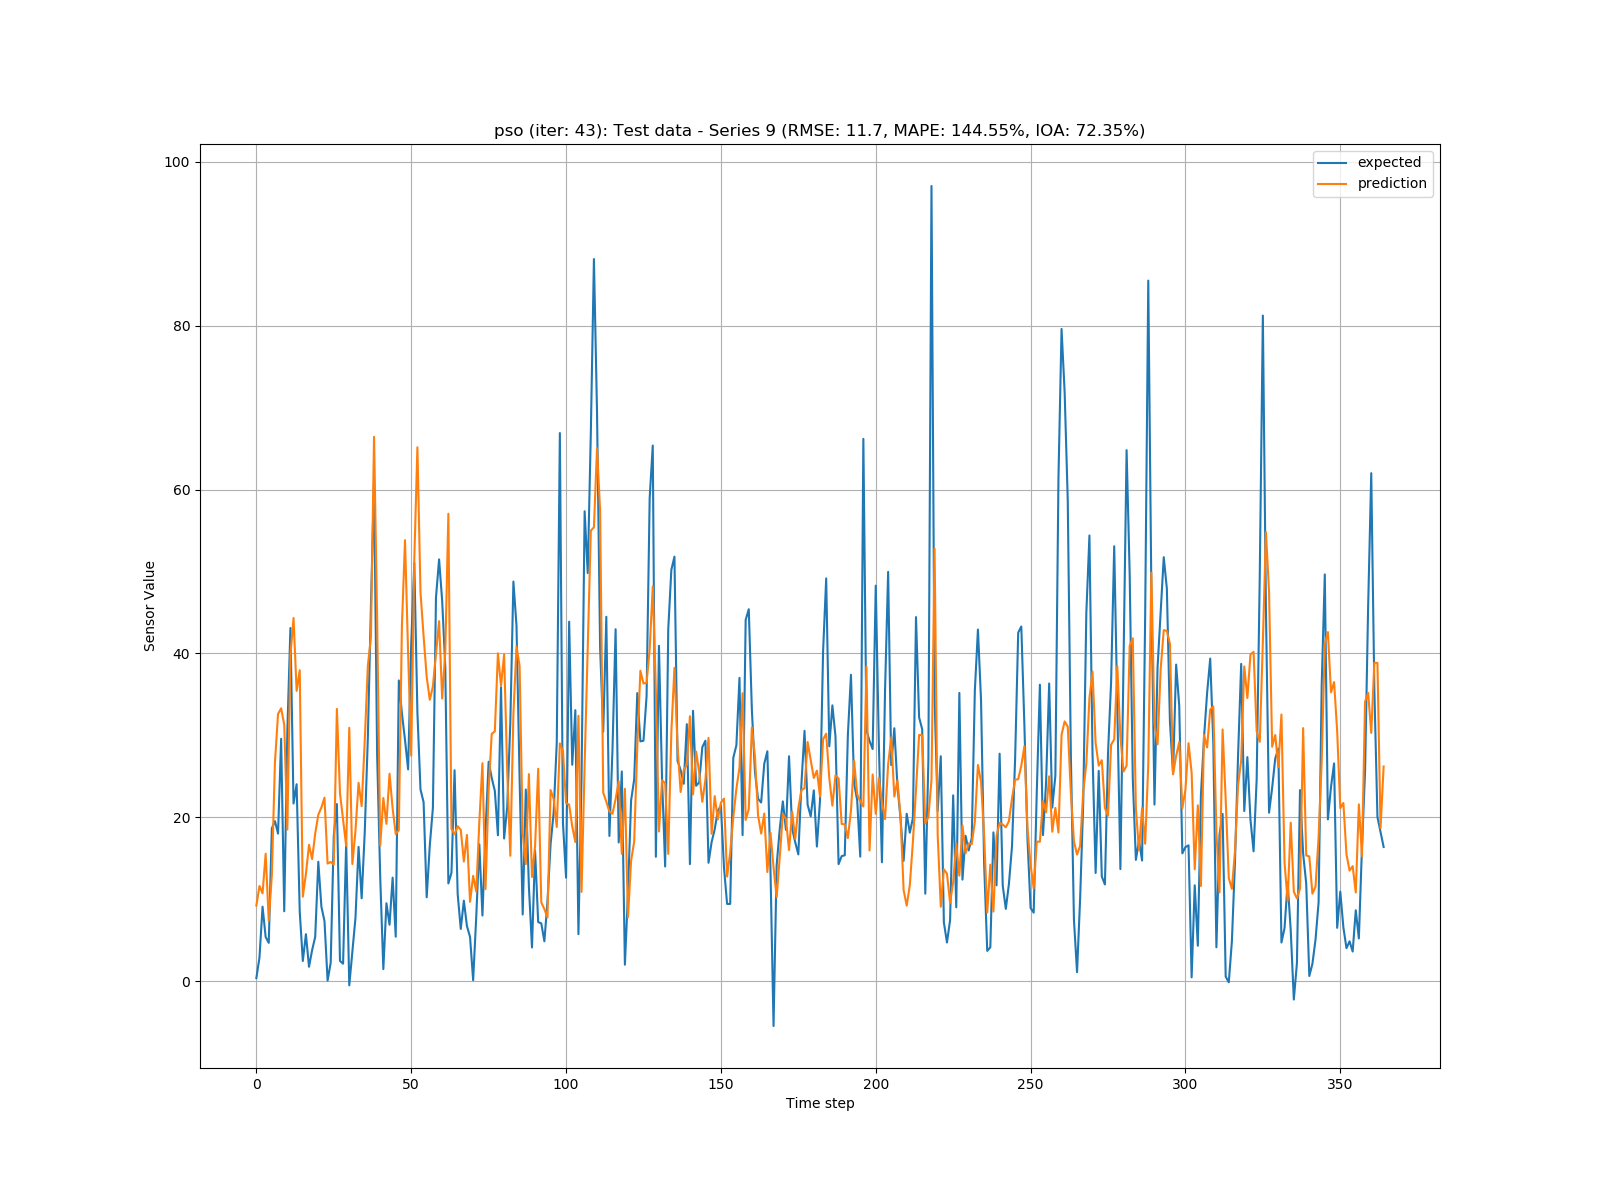 pso (iter: 43): Test data - Series 9 (RMSE: 11.7, MAPE: 144.55%, IOA: 72.35%)
expected
prediction
100
80
60
40
20
0
Sensor Value
0 50 100 150 200 250 300 350
Time step